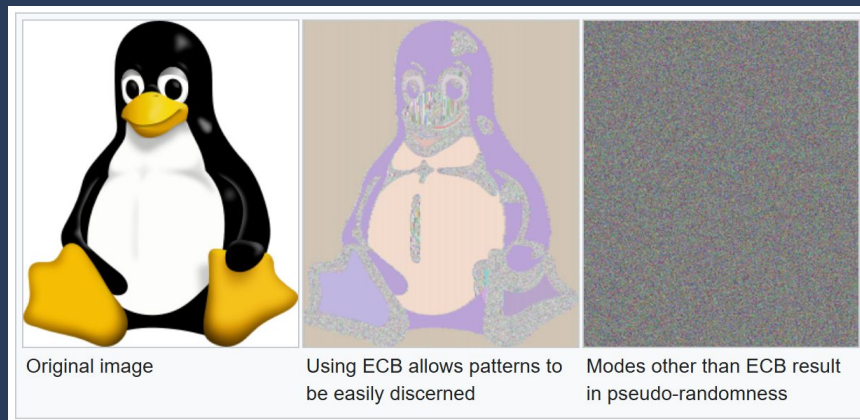 Original image
Using ECB allows patterns to
be easily discerned
Modes other than ECB result
in pseudo-randomness